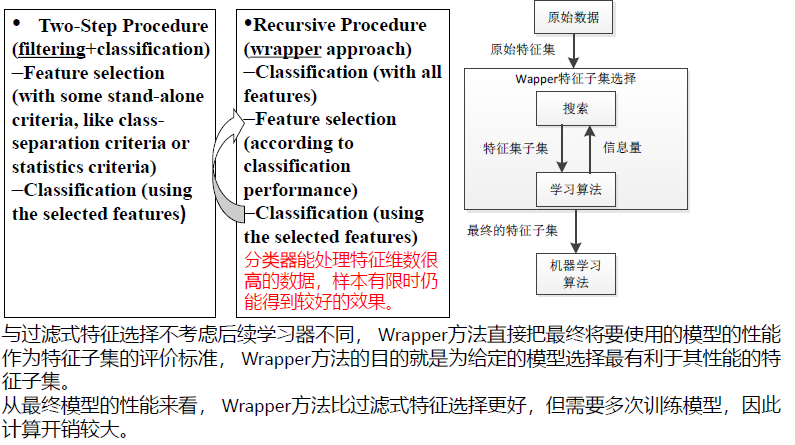 • Two-Step Procedure
(filtering+classification)
–Feature selection
(with some stand-alone
criteria, like class-
separation criteria or
statistics criteria)
–Classification (using
the selected features)
•Recursive Procedure
(wrapper approach)
–Classification (with all
features)
–Feature selection
(according to
classification
performance)
–Classification (using
the selected features)
分类器能处理特征维数很
高的数据，样本有限时仍
能得到较好的效果。
原始数据
原始特征集
Wapper特征子集选择
搜索
特征集子集
信息量
学习算法
最终的特征子集
机器学习
算法
与过滤式特征选择不考虑后续学习器不同， Wrapper方法直接把最终将要使用的模型的性能
作为特征子集的评价标准， Wrapper方法的目的就是为给定的模型选择最有利于其性能的特
征子集。
从最终模型的性能来看， Wrapper方法比过滤式特征选择更好，但需要多次训练模型，因此
计算开销较大。